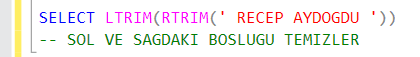 SELECT LTRIM(RTRIM(' RECEP AYDOGDU '))
-- SOL VE SAGDAKI BOSLUGU TEMIZLER